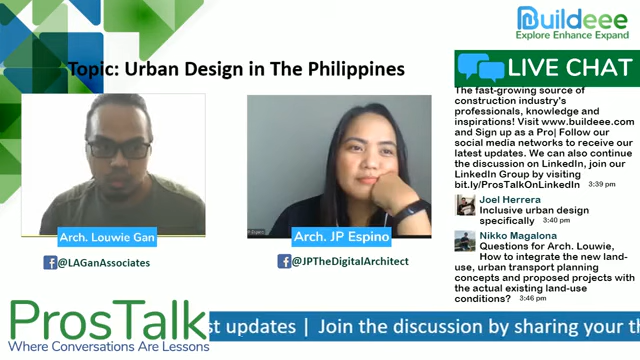 Buildeee
Explore Enhance Expand
Topic: Urban Design in The Philippines
LIVE CHAT
The fast-growing source of
construction industry's
professionals, knowledge and
inspirations! Visit www.buildeee.com
and Sign up as a Pro| Follow our
social media networks to receive our
latest updates. We can also continue
the discussion on LinkedIn, join our
LinkedIn Group by visiting
bit.ly/ProsTalkOnLinkedIn 3:39 pm
Joel Herrera
Inclusive urban design
specifically 3:40 pm
Nikko Magalona
Questions for Arch. Louwie,
How to integrate the new land-
use, urban transport planning
concepts and proposed projects with
the actual existing land-use
conditions? 3:46 pm
Arch. Louwie Gan
@LAGanAssociates
Arch. JP Espino
@JPTheDigitalArchitect
ProsTalk
Where Conversations Are Lessons
st updates | Join the discussion by sharing your th